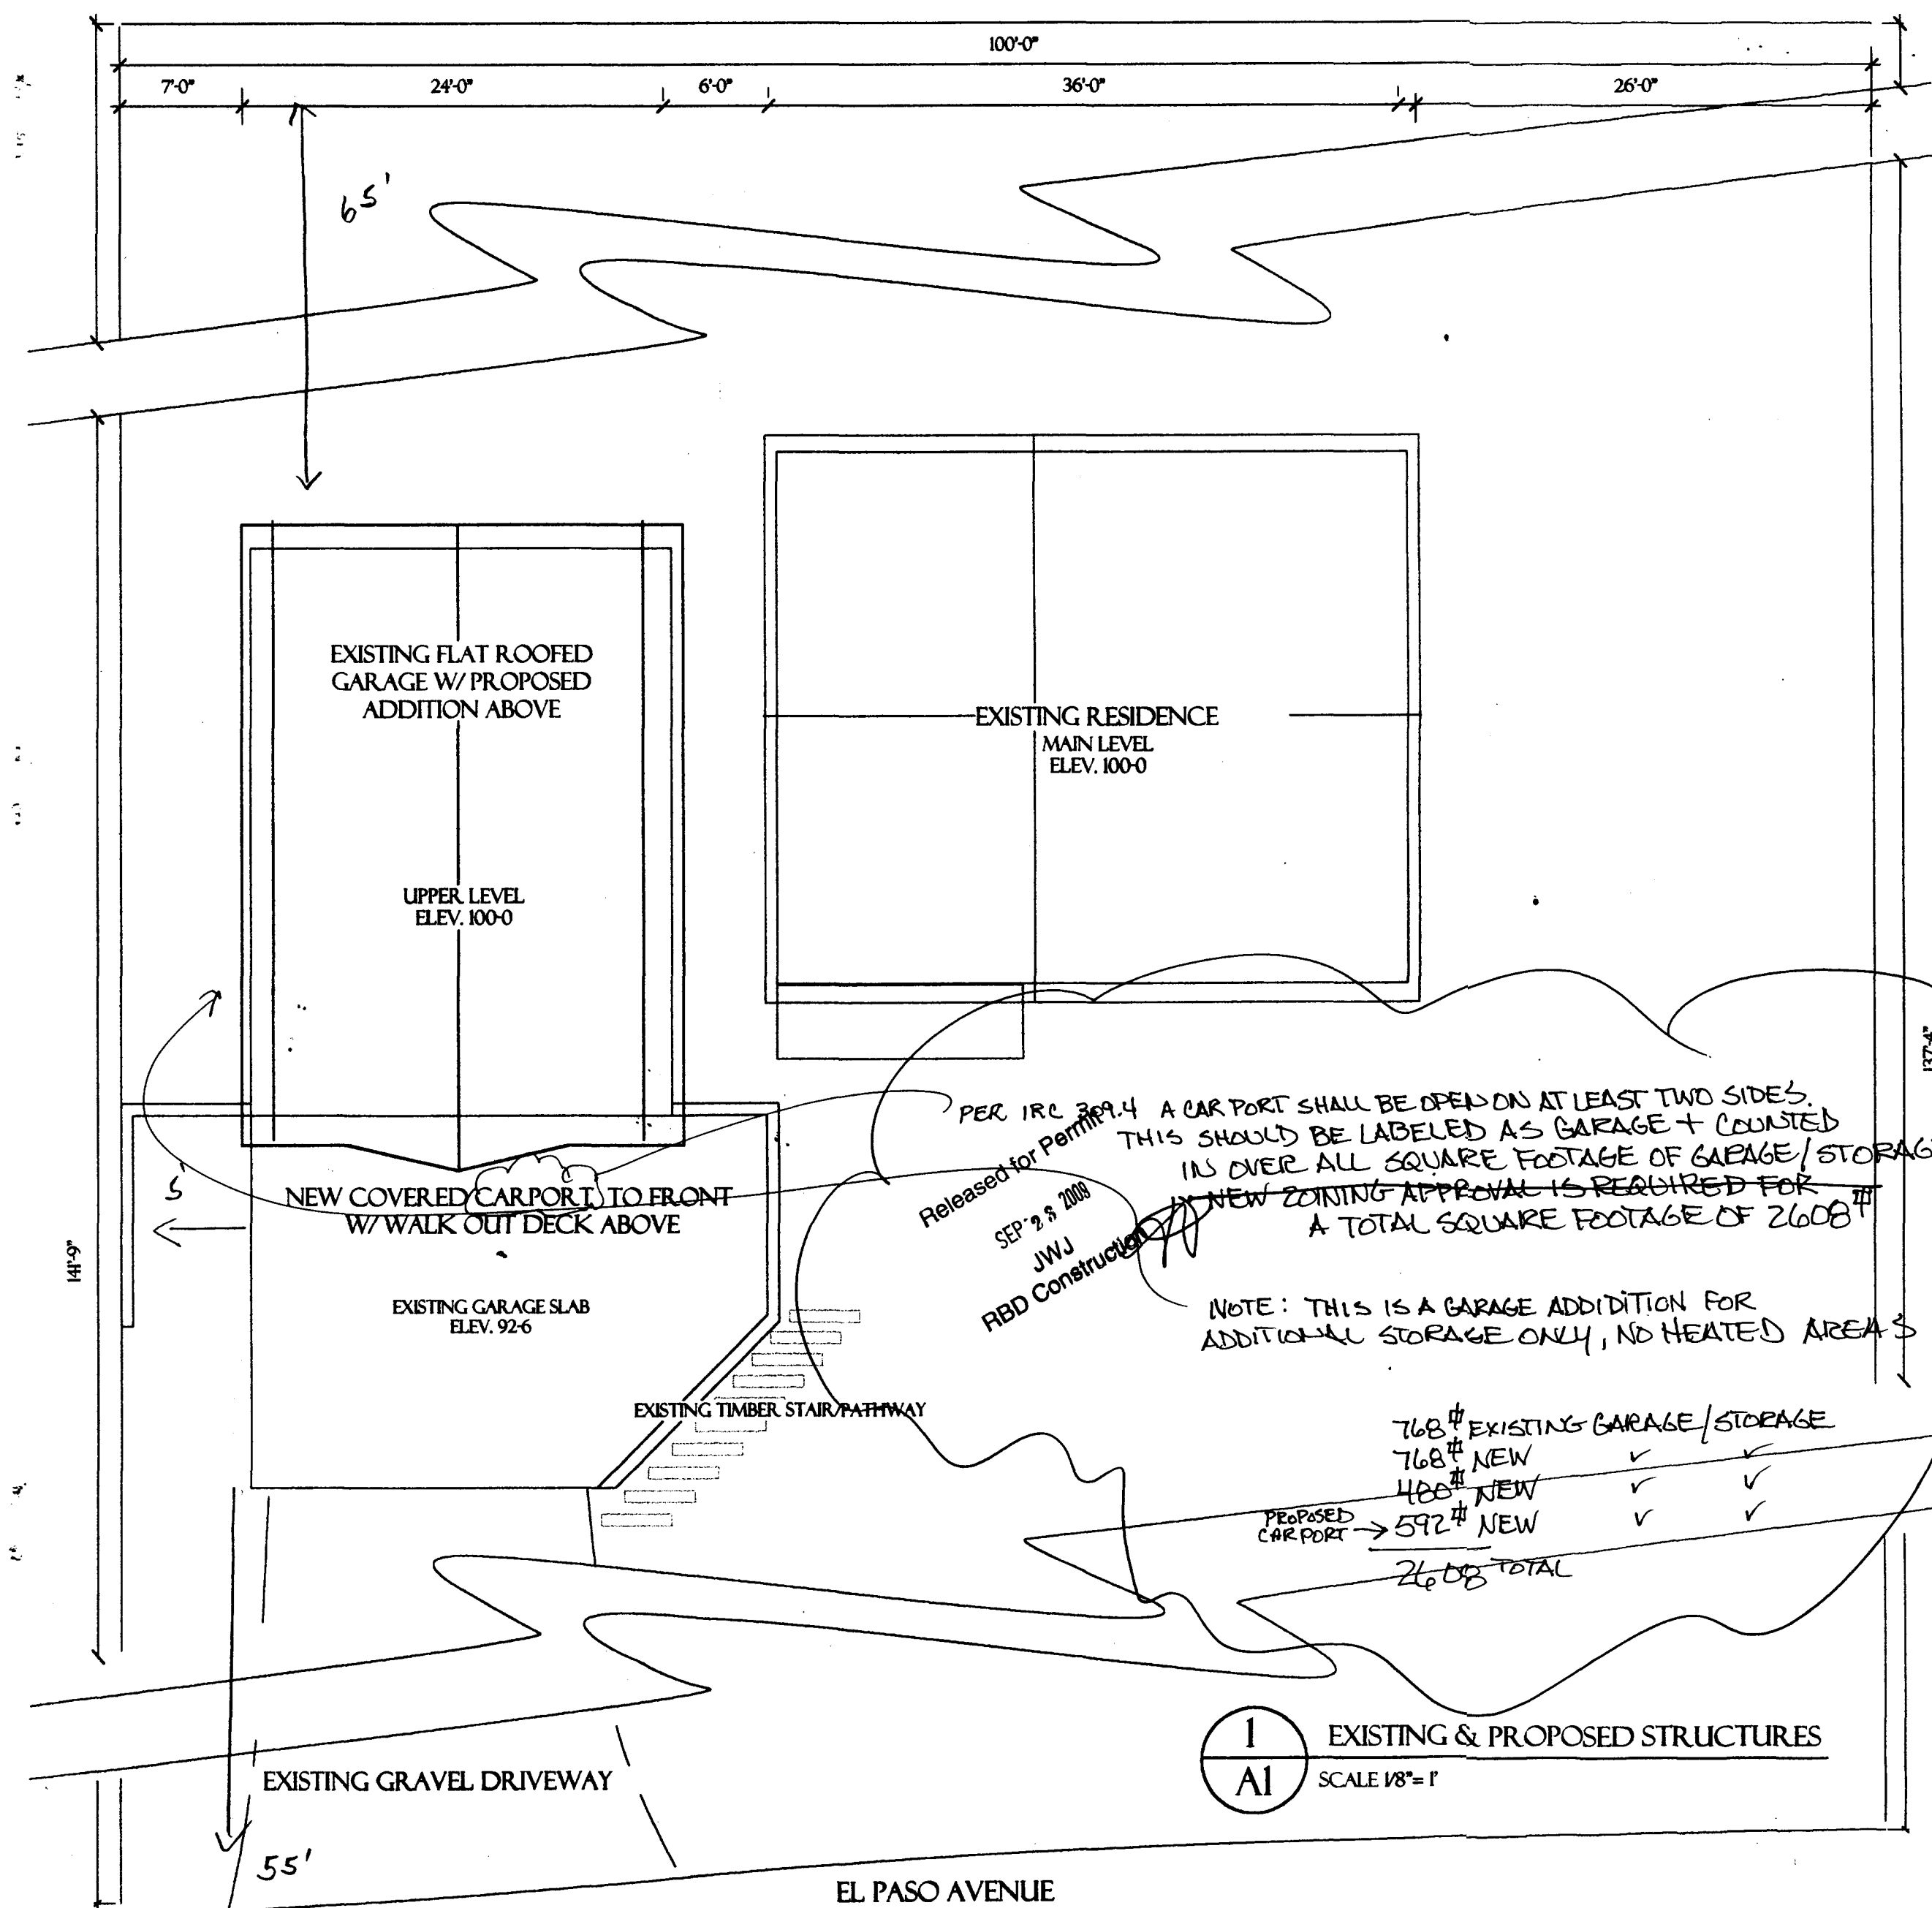 100'-0"
7'-0"
24'-0"
6'-0"
36'-0"
26'-0"
65'
EXISTING FLAT ROOFED
GARAGE W/ PROPOSED
ADDITION ABOVE
EXISTING RESIDENCE
MAIN LEVEL
ELEV. 100-0
UPPER LEVEL
ELEV. 100-0
137'-4"
PER IRC 309.4 A CAR PORT SHALL BE OPEN ON AT LEAST TWO SIDES.
THIS SHOULD BE LABELED AS GARAGE + COUNTED
IN OVER ALL SQUARE FOOTAGE OF GARAGE/STORAG
NEW ZOINING APPROVAL IS REQUIRED FOR
A TOTAL SQUARE FOOTAGE OF 2608⌗
Released for Permit
SEP 23 2009
JWJ
RBD Construction
5'
NEW COVERED CARPORT TO FRONT
W/ WALK OUT DECK ABOVE
141'-9"
EXISTING GARAGE SLAB
ELEV. 92-6
NOTE: THIS IS A GARAGE ADDIDITION FOR
ADDITIONAL STORAGE ONLY, NO HEATED AREAS
EXISTING TIMBER STAIR/PATHWAY
768⌗ EXISTING GARAGE/STORAGE
768⌗ NEW ✓ ✓
480⌗ NEW ✓ ✓
PROPOSED
CARPORT → 592⌗ NEW ✓ ✓
2608 TOTAL
1
A1
EXISTING & PROPOSED STRUCTURES
SCALE 1/8"= 1'
EXISTING GRAVEL DRIVEWAY
55'
EL PASO AVENUE